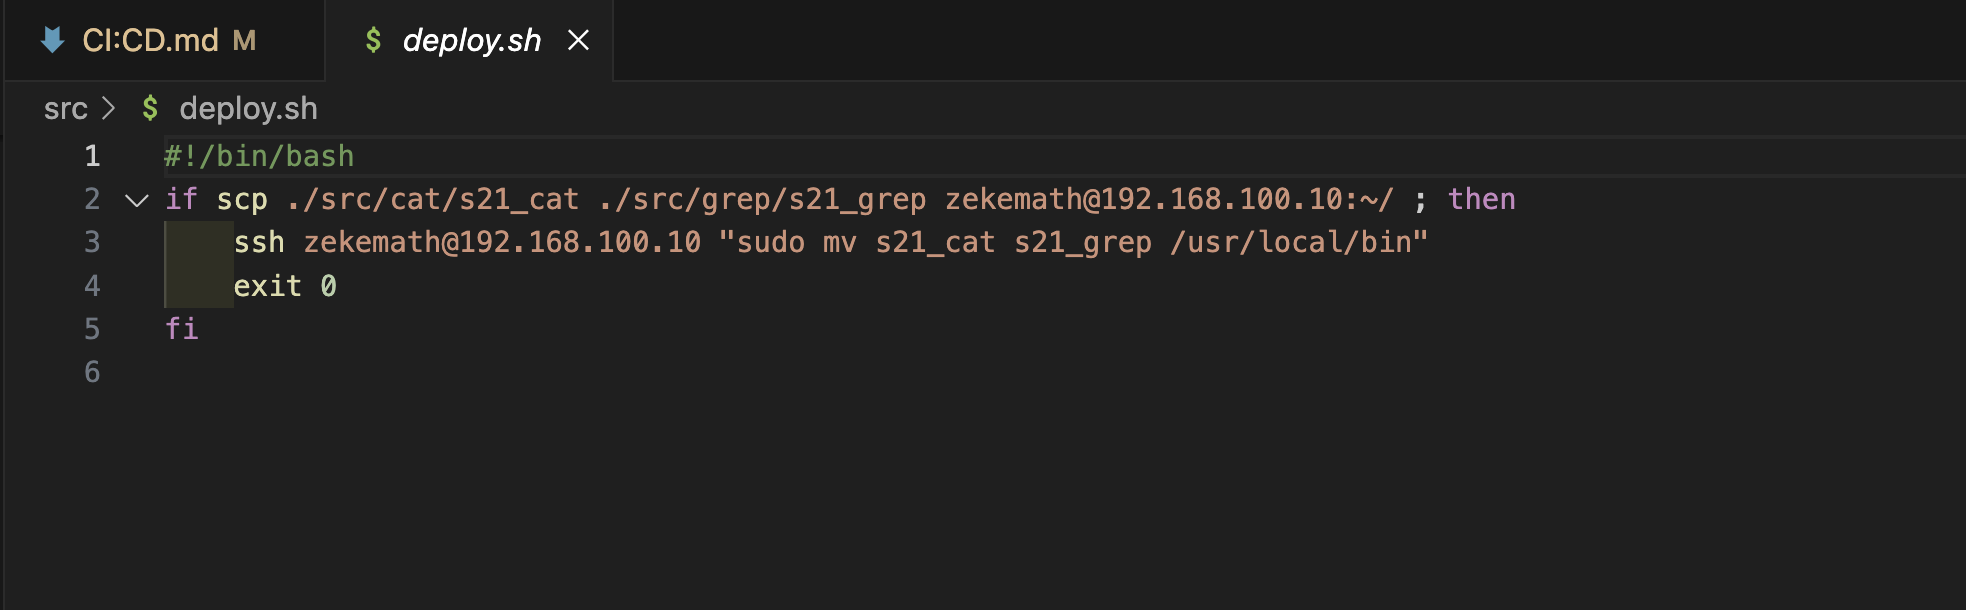 CI:CD.md M
$ deploy.sh ×
src > $ deploy.sh
1 #!/bin/bash
2 if scp ./src/cat/s21_cat ./src/grep/s21_grep zekemath@192.168.100.10:~/ ; then
3 ssh zekemath@192.168.100.10 "sudo mv s21_cat s21_grep /usr/local/bin"
4 exit 0
5 fi
6